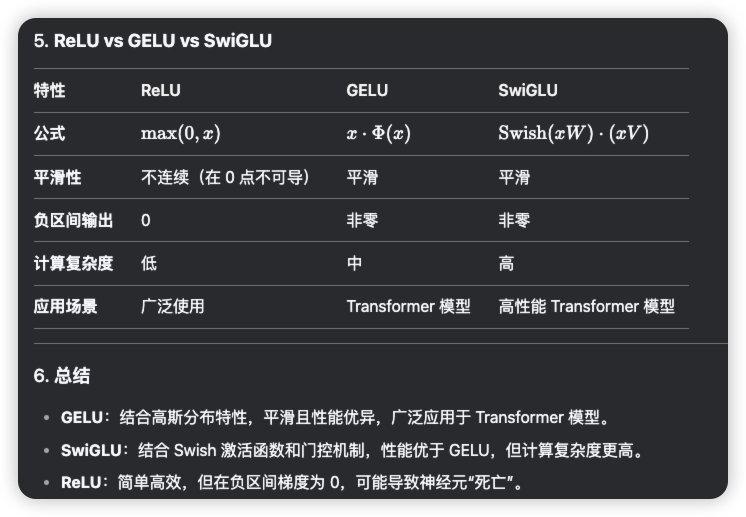 5. ReLU vs GELU vs SwiGLU
特性 ReLU GELU SwiGLU
公式 max(0, x) x · Φ(x) Swish(xW) · (xV)
平滑性 不连续（在 0 点不可导） 平滑 平滑
负区间输出 0 非零 非零
计算复杂度 低 中 高
应用场景 广泛使用 Transformer 模型 高性能 Transformer 模型
6. 总结
• GELU：结合高斯分布特性，平滑且性能优异，广泛应用于 Transformer 模型。
• SwiGLU：结合 Swish 激活函数和门控机制，性能优于 GELU，但计算复杂度更高。
• ReLU：简单高效，但在负区间梯度为 0，可能导致神经元“死亡”。